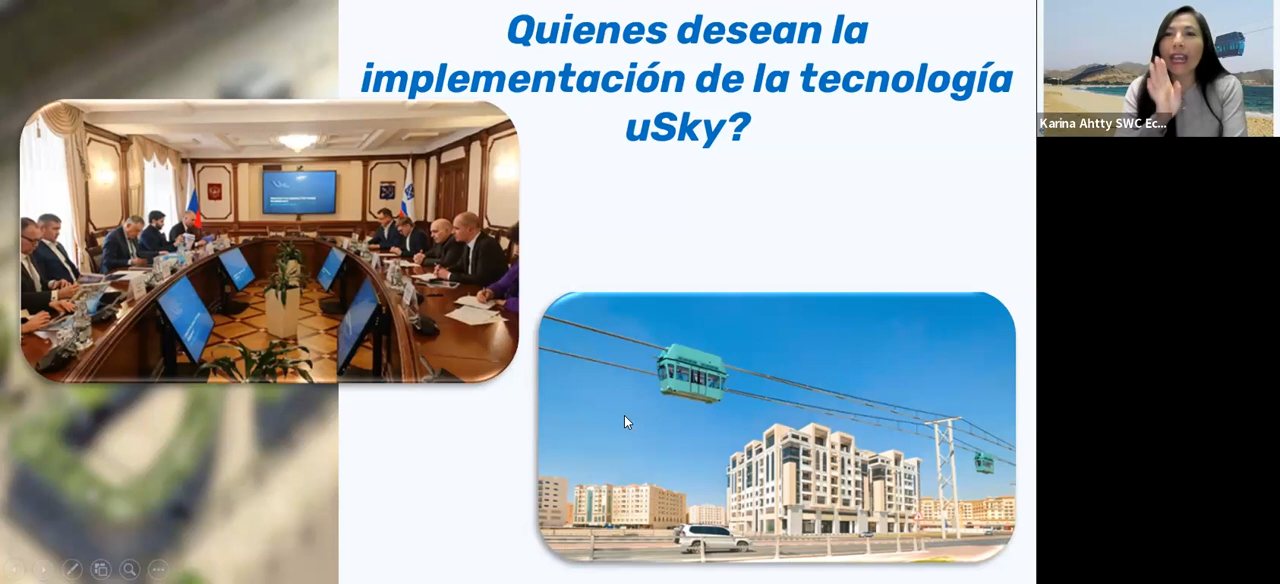 Quienes desean la
implementación de la tecnología
uSky?
Karina Ahtty SWC Ec...